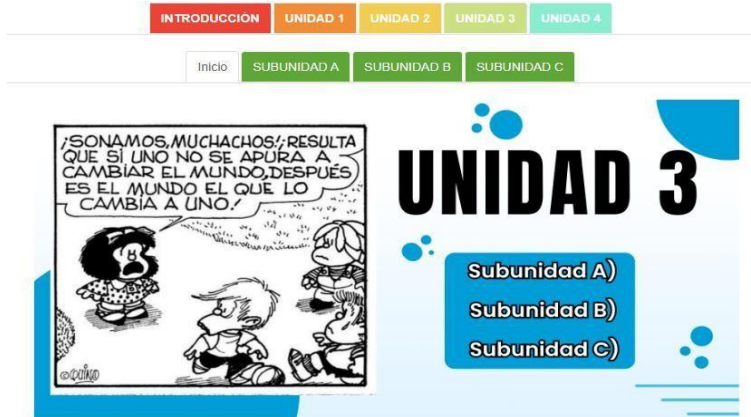 INTRODUCCIÓN UNIDAD 1 UNIDAD 2 UNIDAD 3 UNIDAD 4
Inicio SUBUNIDAD A SUBUNIDAD B SUBUNIDAD C
¡SONAMOS, MUCHACHOS!¡RESULTA
QUE SI UNO NO SE APURA A
CAMBIAR EL MUNDO, DESPUÉS
ES EL MUNDO EL QUE LO
CAMBIA A UNO!
©QUINO
UNIDAD 3
Subunidad A)
Subunidad B)
Subunidad C)